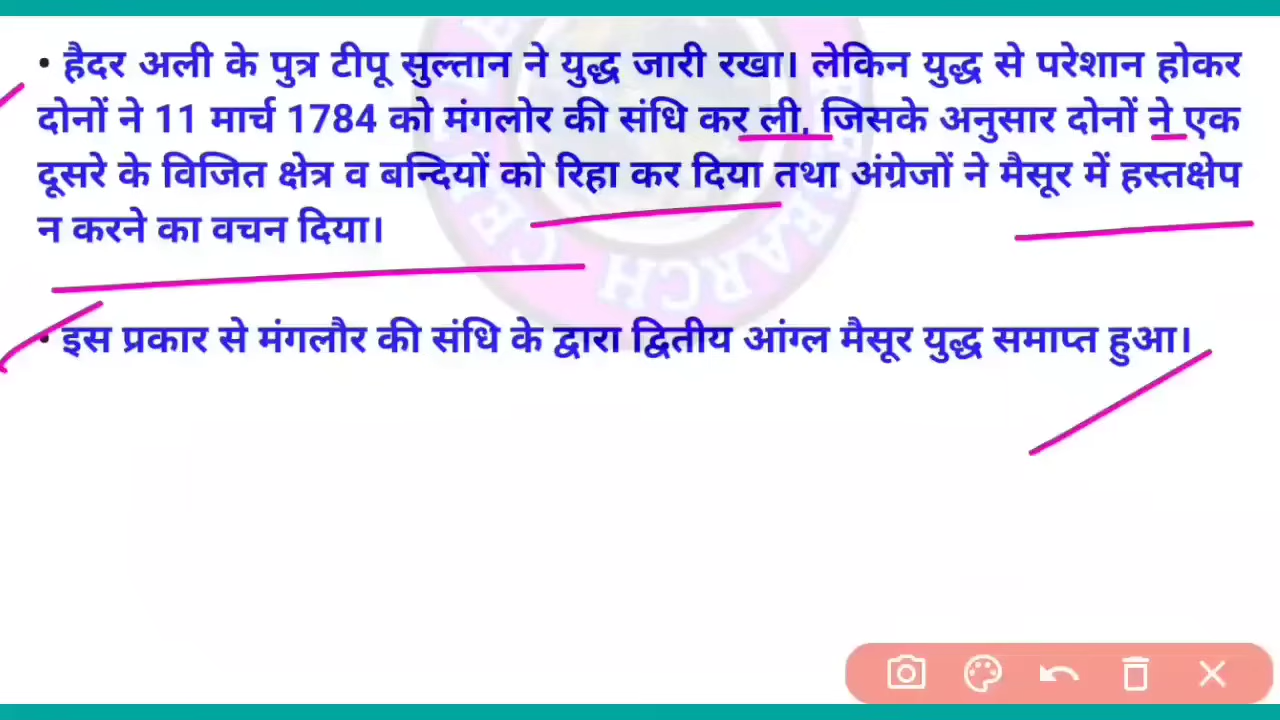 • हैदर अली के पुत्र टीपू सुल्तान ने युद्ध जारी रखा। लेकिन युद्ध से परेशान होकर
दोनों ने 11 मार्च 1784 को मंगलोर की संधि कर ली, जिसके अनुसार दोनों ने एक
दूसरे के विजित क्षेत्र व बन्दियों को रिहा कर दिया तथा अंग्रेजों ने मैसूर में हस्तक्षेप
न करने का वचन दिया।
• इस प्रकार से मंगलौर की संधि के द्वारा द्वितीय आंग्ल मैसूर युद्ध समाप्त हुआ।